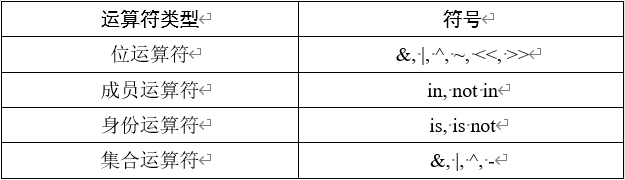 运算符类型 符号
位运算符 &, |, ^, ~, <<, >>
成员运算符 in, not in
身份运算符 is, is not
集合运算符 &, |, ^, -